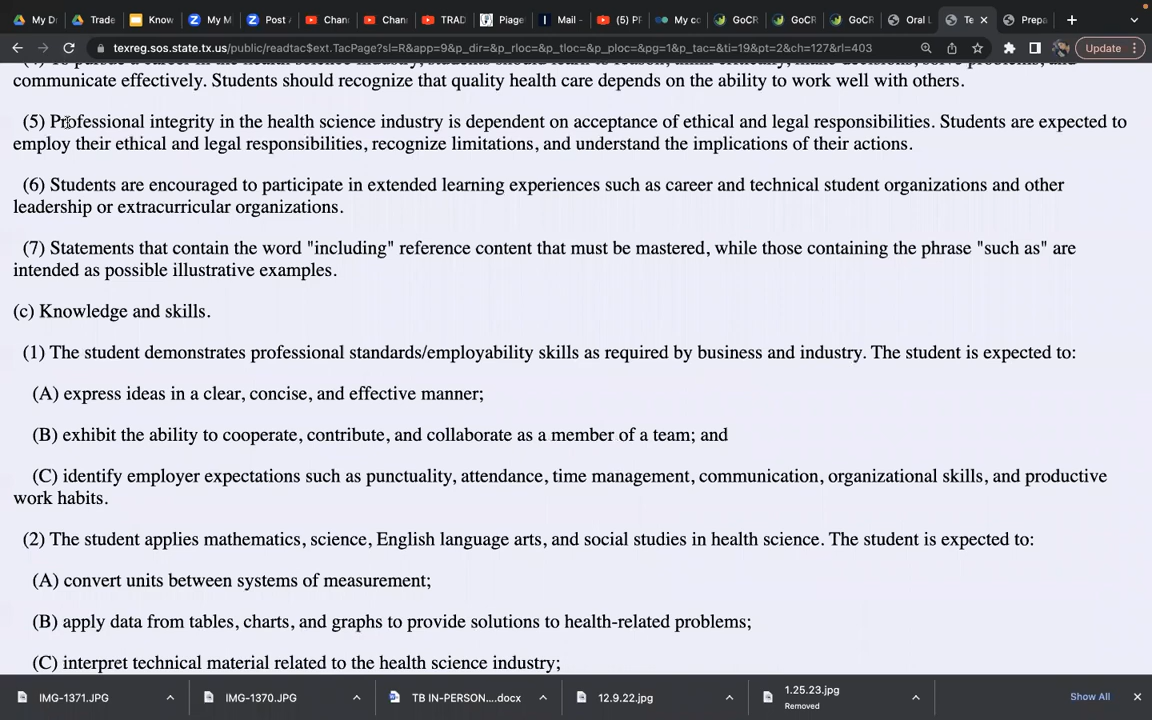 My Dr
Trade
Know
My M
Post A
Chann
Chan
TRAD
Piage
Mail -
(5) PF
My co
GoCR
GoCR
GoCR
Oral L
Te
Prepa
texreg.sos.state.tx.us/public/readtac$ext.TacPage?sl=R&app=9&p_dir=&p_rloc=&p_tloc=&p_ploc=&pg=1&p_tac=&ti=19&pt=2&ch=127&rl=403
Update
communicate effectively. Students should recognize that quality health care depends on the ability to work well with others.
(5) Professional integrity in the health science industry is dependent on acceptance of ethical and legal responsibilities. Students are expected to
employ their ethical and legal responsibilities, recognize limitations, and understand the implications of their actions.
(6) Students are encouraged to participate in extended learning experiences such as career and technical student organizations and other
leadership or extracurricular organizations.
(7) Statements that contain the word "including" reference content that must be mastered, while those containing the phrase "such as" are
intended as possible illustrative examples.
(c) Knowledge and skills.
(1) The student demonstrates professional standards/employability skills as required by business and industry. The student is expected to:
(A) express ideas in a clear, concise, and effective manner;
(B) exhibit the ability to cooperate, contribute, and collaborate as a member of a team; and
(C) identify employer expectations such as punctuality, attendance, time management, communication, organizational skills, and productive
work habits.
(2) The student applies mathematics, science, English language arts, and social studies in health science. The student is expected to:
(A) convert units between systems of measurement;
(B) apply data from tables, charts, and graphs to provide solutions to health-related problems;
(C) interpret technical material related to the health science industry;
IMG-1371.JPG
IMG-1370.JPG
TB IN-PERSON....docx
12.9.22.jpg
1.25.23.jpg
Removed
Show All